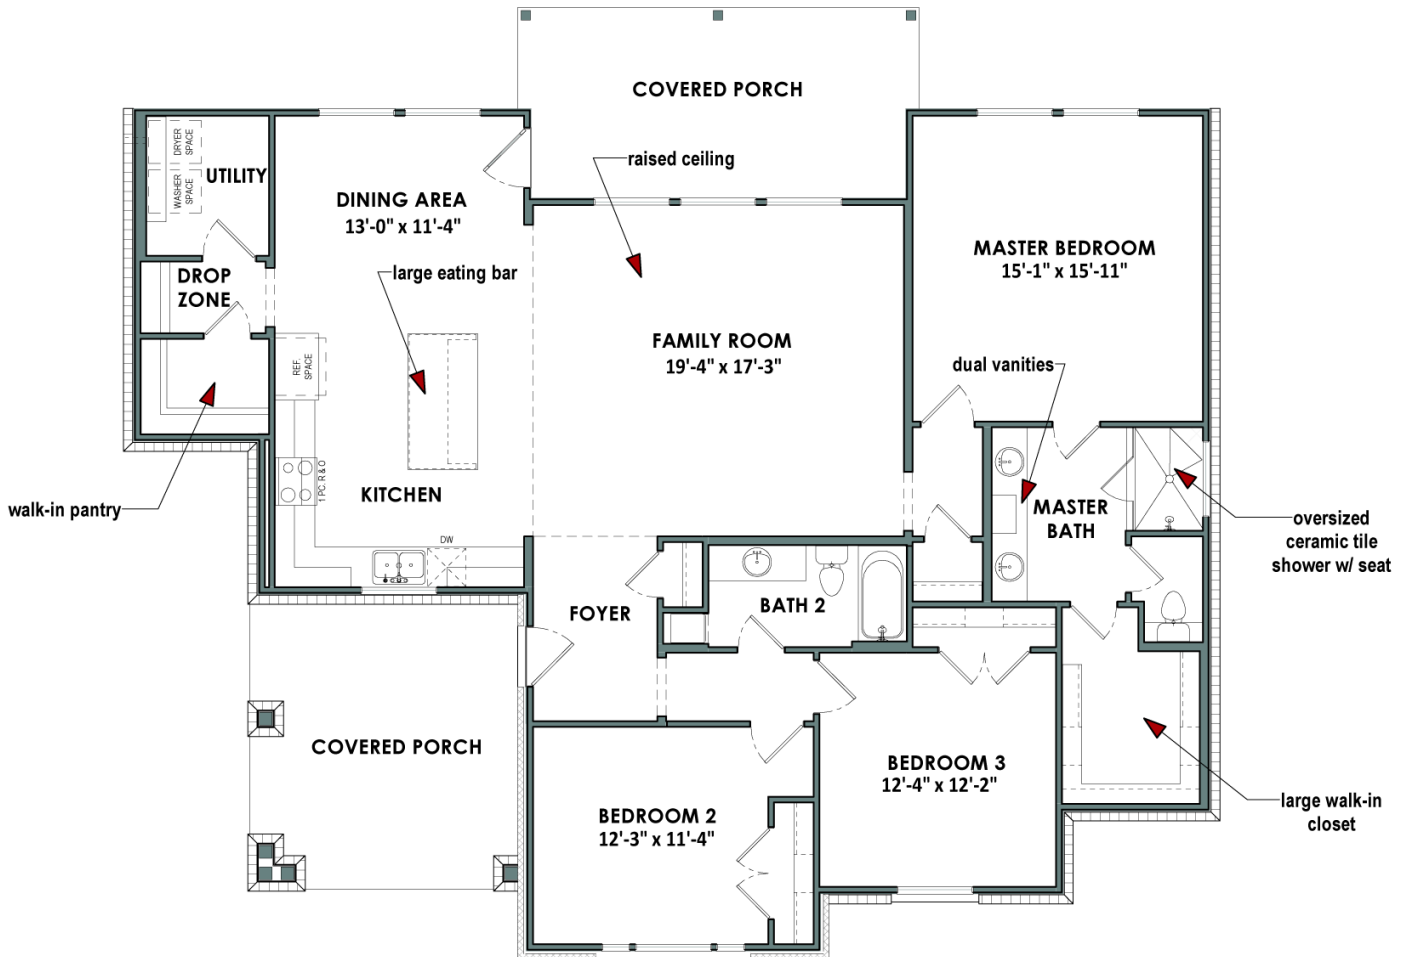 COVERED PORCH
raised ceiling
DRYER
SPACE
WASHER
SPACE
UTILITY
DINING AREA
13'-0" x 11'-4"
MASTER BEDROOM
15'-1" x 15'-11"
DROP
ZONE
large eating bar
FAMILY ROOM
19'-4" x 17'-3"
REF.
SPACE
dual vanities
1 PC. R & O
KITCHEN
walk-in pantry
MASTER
BATH
oversized
ceramic tile
shower w/ seat
DW
FOYER
BATH 2
COVERED PORCH
BEDROOM 3
12'-4" x 12'-2"
BEDROOM 2
12'-3" x 11'-4"
large walk-in
closet